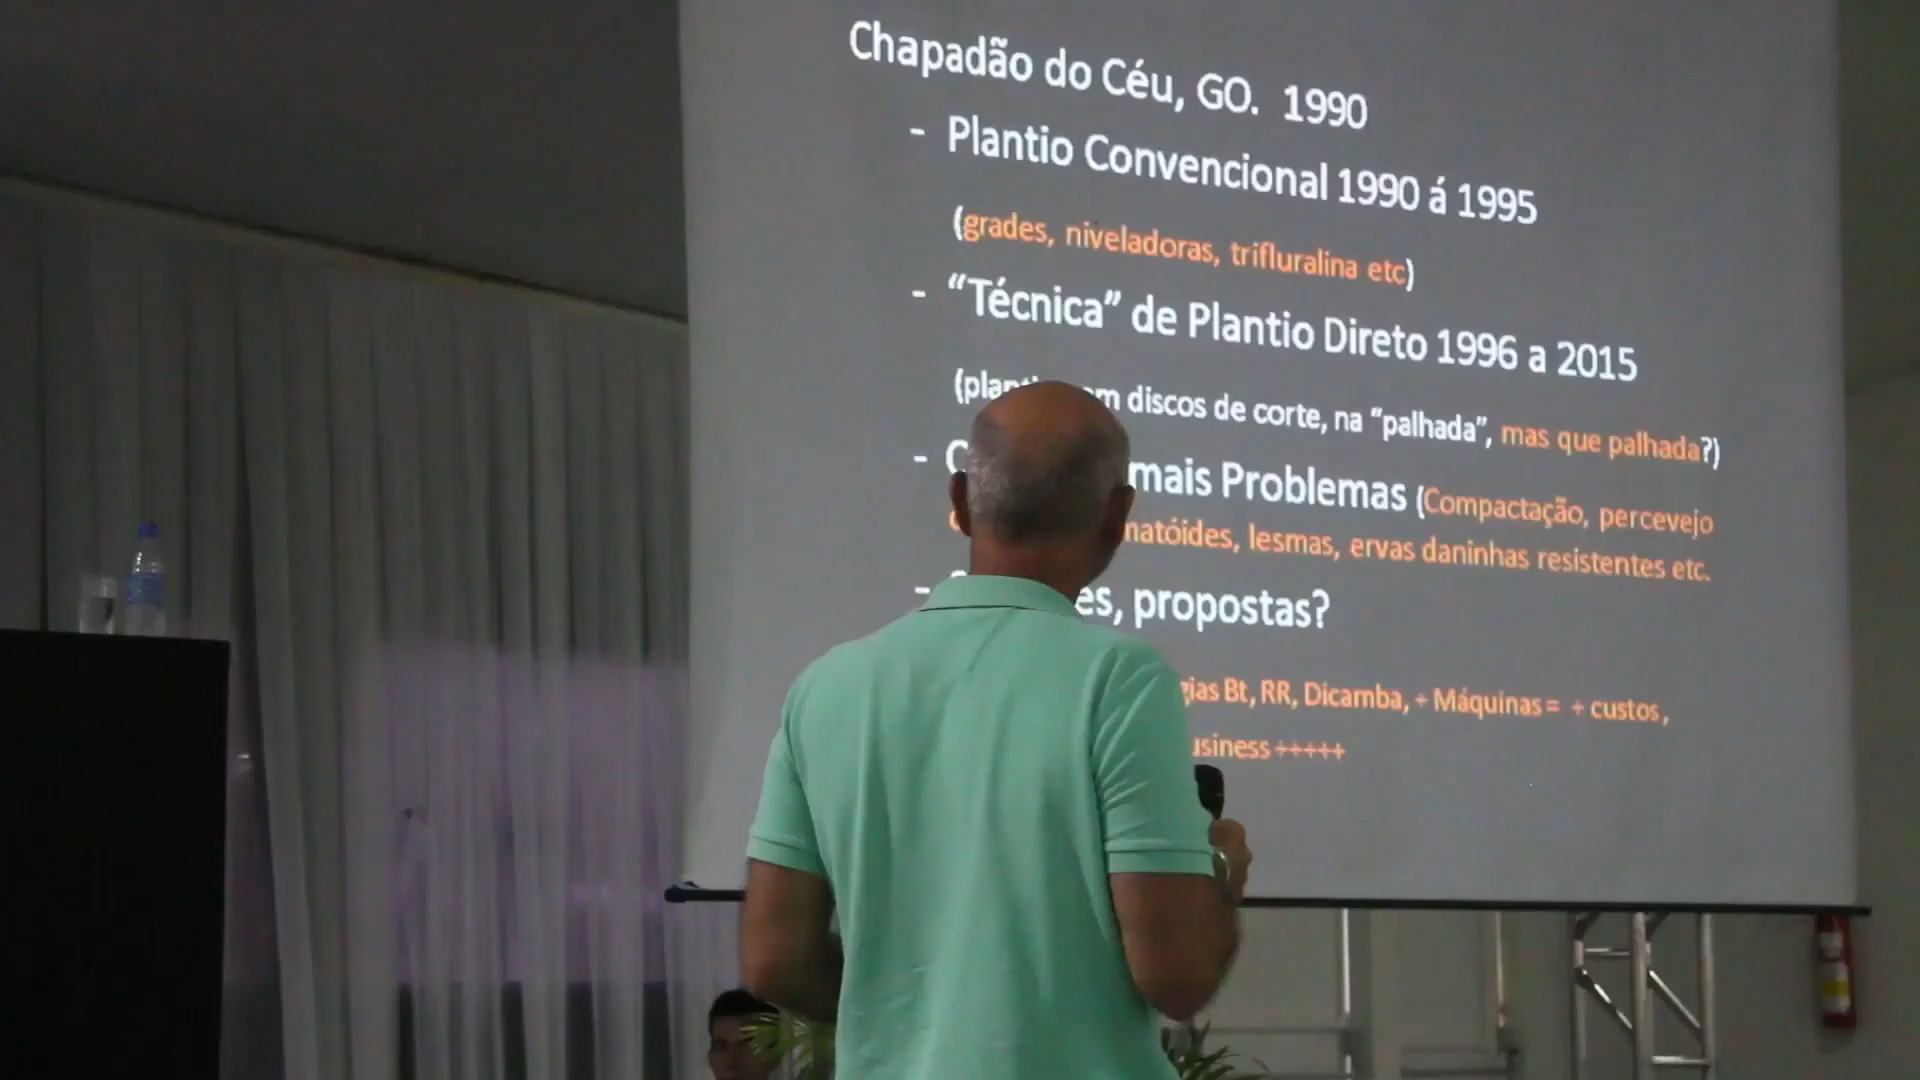 Chapadão do Céu, GO. 1990
- Plantio Convencional 1990 á 1995
(grades, niveladoras, trifluralina etc)
- “Técnica” de Plantio Direto 1996 a 2015
discos de corte, na “palhada”, mas que palhada?)
- mais Problemas (Compactação, percevejo
lesmas, ervas daninhas resistentes etc.
- propostas?
Bt, RR, Dicamba, + Máquinas = + custos,
+++++